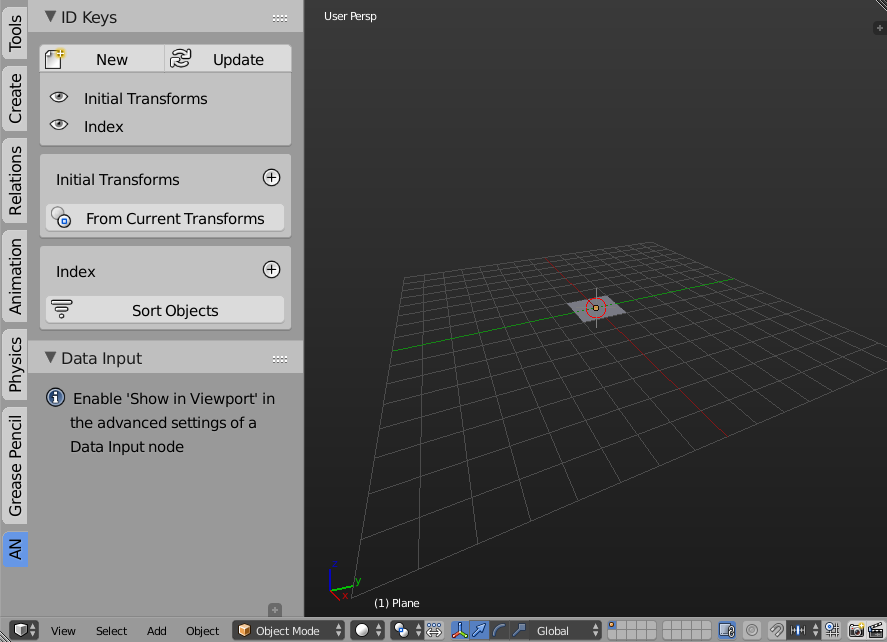 Tools
Create
Relations
Animation
Physics
Grease Pencil
AN
ID Keys
New
Update
Initial Transforms
Index
Initial Transforms
From Current Transforms
Index
Sort Objects
Data Input
Enable 'Show in Viewport' in
the advanced settings of a
Data Input node
User Persp
z
y
x
(1) Plane
View
Select
Add
Object
Object Mode
Global